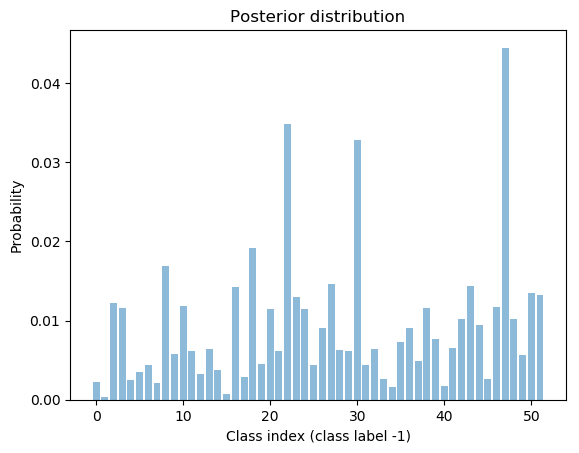 Posterior distribution
Probability
0.04
0.03
0.02
0.01
0.00
0 10 20 30 40 50
Class index (class label -1)